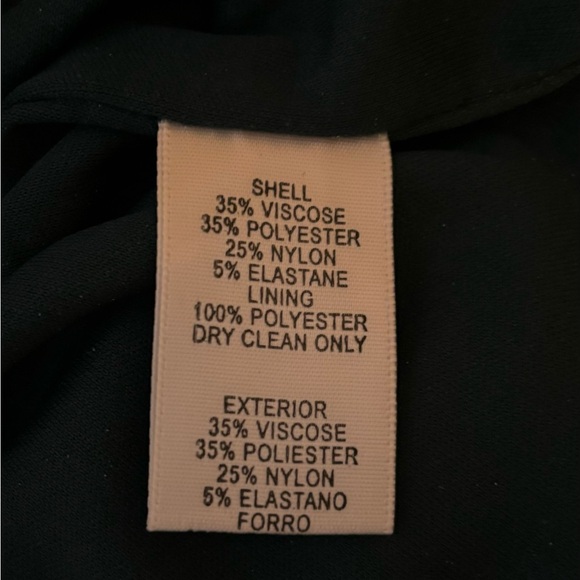 SHELL
35% VISCOSE
35% POLYESTER
25% NYLON
5% ELASTANE
LINING
100% POLYESTER
DRY CLEAN ONLY
EXTERIOR
35% VISCOSE
35% POLIESTER
25% NYLON
5% ELASTANO
FORRO